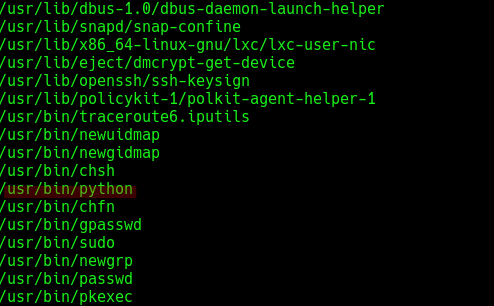 /usr/lib/dbus-1.0/dbus-daemon-launch-helper
/usr/lib/snapd/snap-confine
/usr/lib/x86_64-linux-gnu/lxc/lxc-user-nic
/usr/lib/eject/dmcrypt-get-device
/usr/lib/openssh/ssh-keysign
/usr/lib/policykit-1/polkit-agent-helper-1
/usr/bin/traceroute6.iputils
/usr/bin/newuidmap
/usr/bin/newgidmap
/usr/bin/chsh
/usr/bin/python
/usr/bin/chfn
/usr/bin/gpasswd
/usr/bin/sudo
/usr/bin/newgrp
/usr/bin/passwd
/usr/bin/pkexec